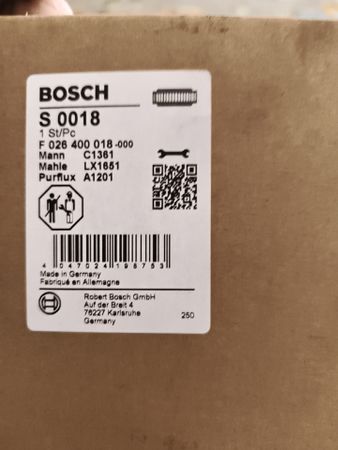 BOSCH
S 0018
1 St/Pc
F 026 400 018-000
Mann C1361
Mahle LX1651
Purflux A1201
4 047024 198753
Made in Germany
Fabriqué en Allemagne
Robert Bosch GmbH
Auf der Breit 4
76227 Karlsruhe
Germany
250